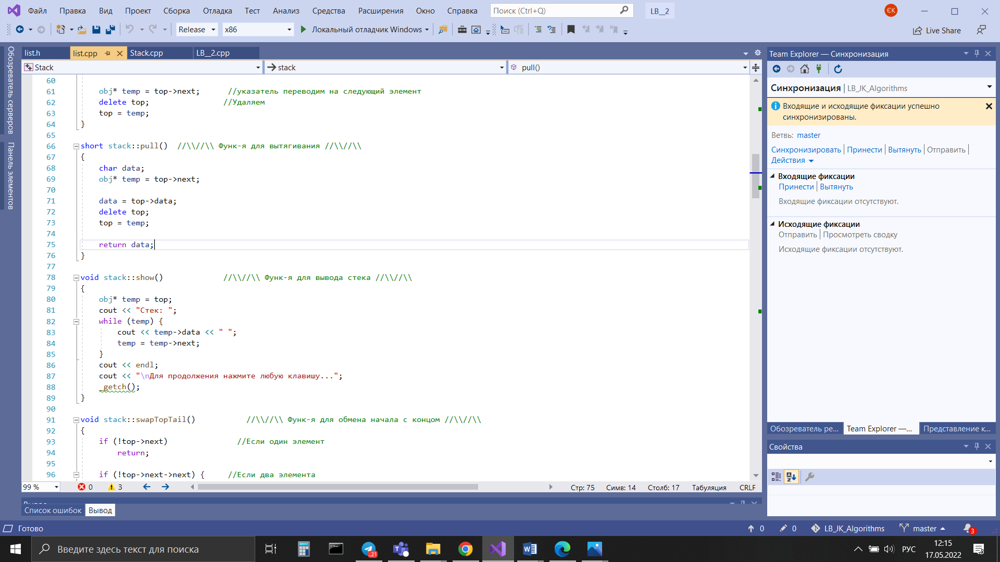 Файл Правка Вид Проект Сборка Отладка Тест Анализ Средства Расширения Окно Справка Поиск (Ctrl+Q) LB__2 ЄК
Release x86 Локальный отладчик Windows Live Share
Обозреватель серверов
Панель элементов
list.h list.cpp Stack.cpp LB__2.cpp
Stack stack pull()
60
61 obj* temp = top->next; //указатель переводим на следующий элемент
62 delete top; //Удаляем
63 top = temp;
64 }
65
66 short stack::pull() //\\//\\ Функ-я для вытягивания //\\//\\
67 {
68 char data;
69 obj* temp = top->next;
70
71 data = top->data;
72 delete top;
73 top = temp;
74
75 return data;
76 }
77
78 void stack::show() //\\//\\ Функ-я для вывода стека //\\//\\
79 {
80 obj* temp = top;
81 cout << "Стек: ";
82 while (temp) {
83 cout << temp->data << " ";
84 temp = temp->next;
85 }
86 cout << endl;
87 cout << "\nДля продолжения нажмите любую клавишу...";
88 _getch();
89 }
90
91 void stack::swapTopTail() //\\//\\ Функ-я для обмена начала с концом //\\//\\
92 {
93 if (!top->next) //Если один элемент
94 return;
95
96 if (!top->next->next) { //Если два элемента
99 % 0 3 Стр: 75 Симв: 14 Столб: 17 Табуляция CRLF
Вывод
Список ошибок Вывод
Team Explorer — Синхронизация
Синхронизация | LB_JK_Algorithms
Входящие и исходящие фиксации успешно
синхронизированы.
Ветвь: master
Синхронизировать | Принести | Вытянуть | Отправить |
Действия
Входящие фиксации
Принести | Вытянуть
Входящие фиксации отсутствуют.
Исходящие фиксации
Отправить | Просмотреть сводку
Исходящие фиксации отсутствуют.
Обозреватель ре... Team Explorer —... Представление к...
Свойства
Готово 0 0 LB_JK_Algorithms master 3
Введите здесь текст для поиска ..21 РУС 12:15
17.05.2022